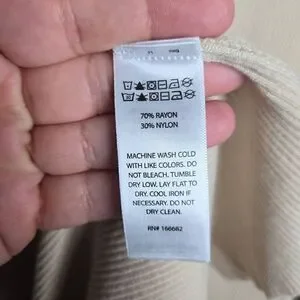 70% RAYON
30% NYLON
MACHINE WASH COLD
WITH LIKE COLORS. DO
NOT BLEACH. TUMBLE
DRY LOW. LAY FLAT TO
DRY. COOL IRON IF
NECESSARY. DO NOT
DRY CLEAN.
RN# 166662